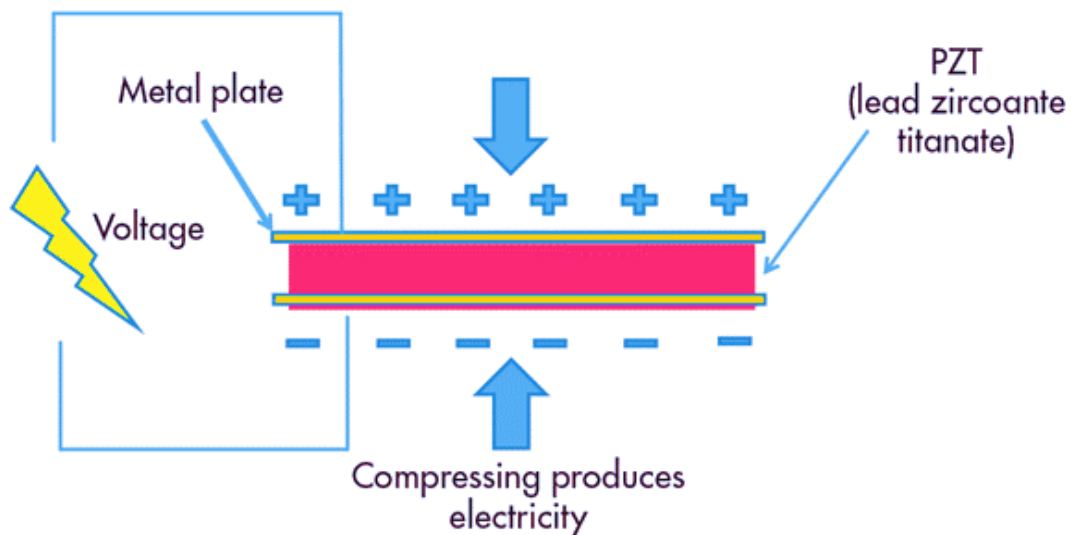 Metal plate
PZT
(lead zircoante
titanate)
Voltage
Compressing produces
electricity